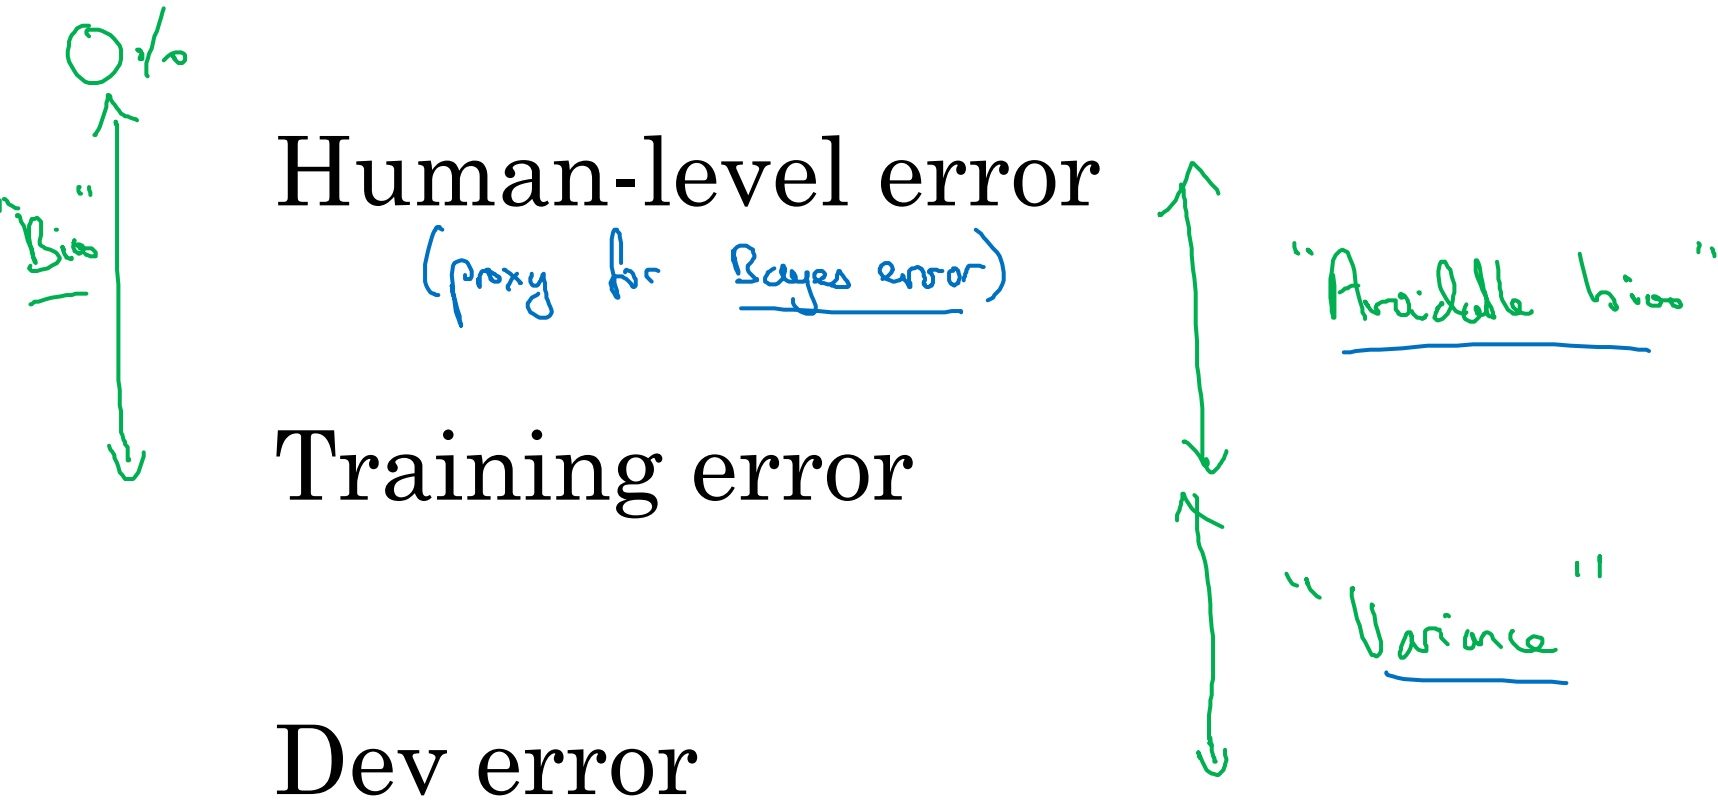 0%
Human-level error
"Bias"
(proxy for Bayes error)
"Avoidable bias"
Training error
"Variance"
Dev error